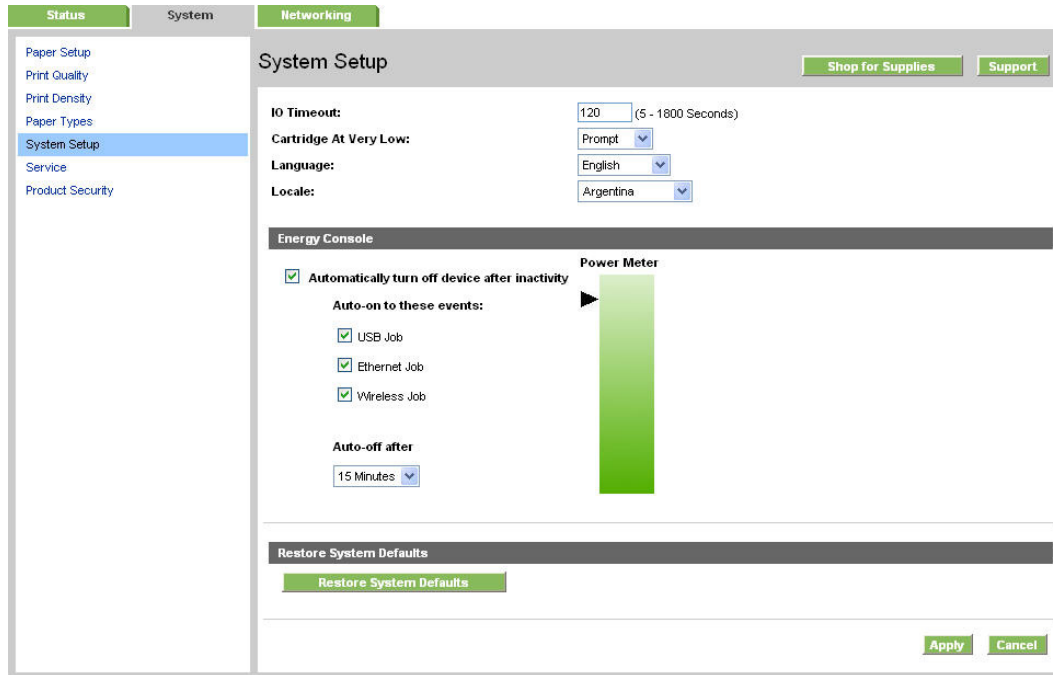 Status System Networking
Paper Setup
Print Quality
Print Density
Paper Types
System Setup
Service
Product Security
System Setup
Shop for Supplies Support
IO Timeout: 120 (5 - 1800 Seconds)
Cartridge At Very Low: Prompt
Language: English
Locale: Argentina
Energy Console
Automatically turn off device after inactivity
Power Meter
Auto-on to these events:
USB Job
Ethernet Job
Wireless Job
Auto-off after
15 Minutes
Restore System Defaults
Restore System Defaults
Apply Cancel